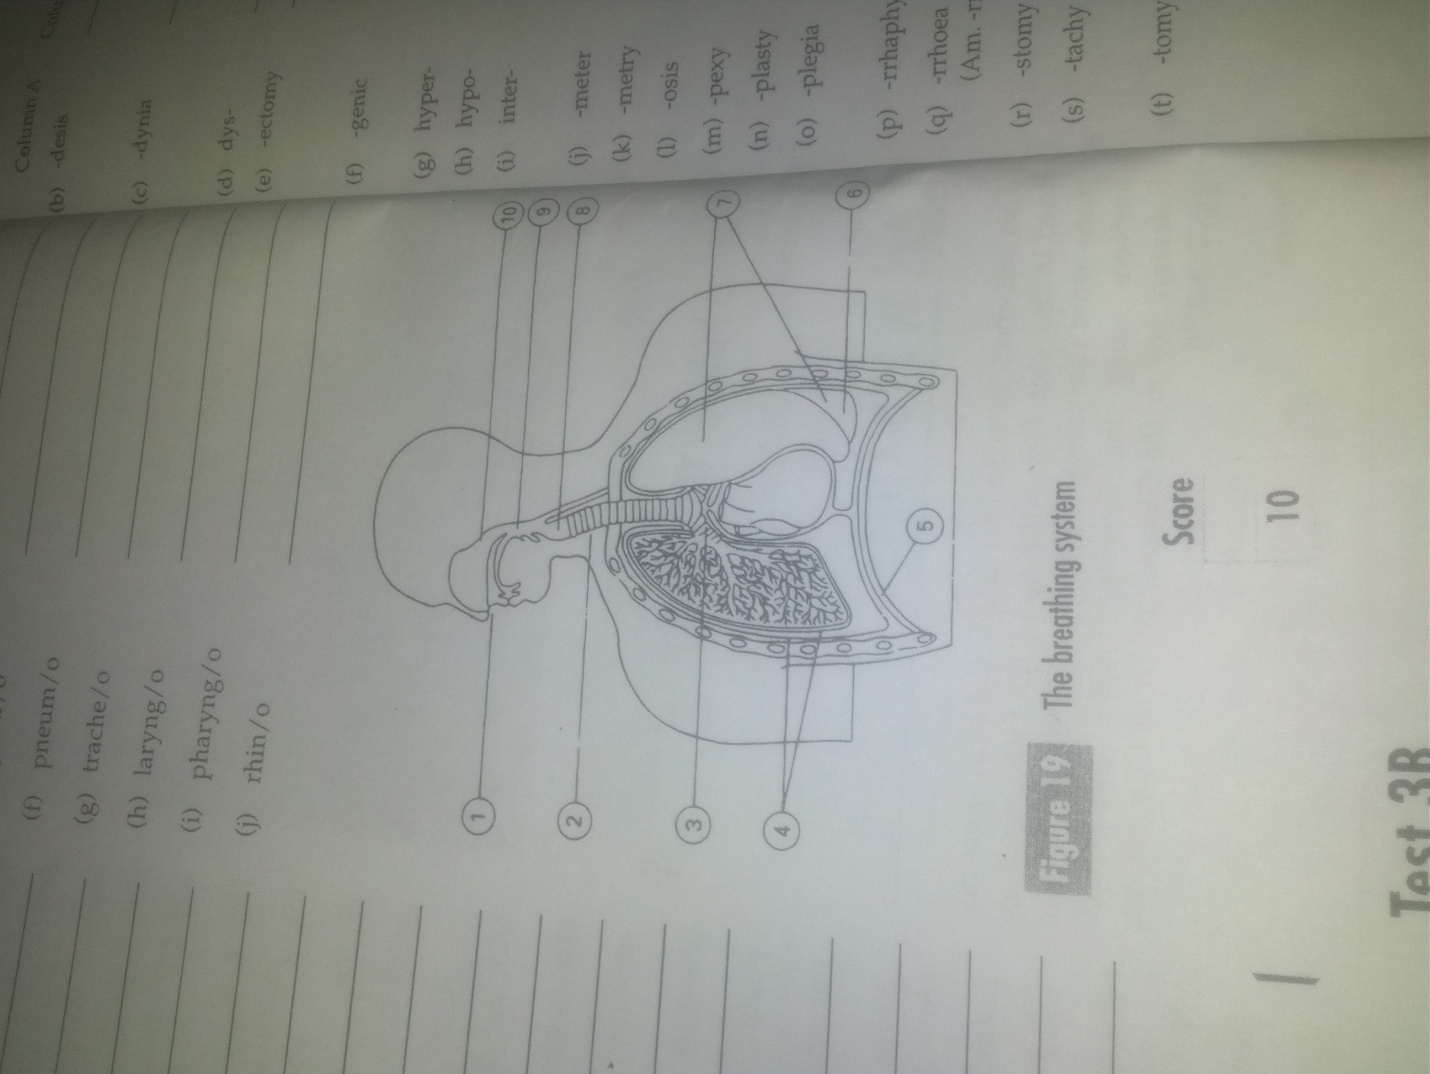 (f) pneum/o
(g) trache/o
(h) laryng/o
(i) pharyng/o
(j) rhin/o
1
2
3
4
5
6
7
8
9
10
Figure 19 The breathing system
Score
10
Test 3B
Column A
(b) -desis
(c) -dynia
(d) dys-
(e) -ectomy
(f) -genic
(g) hyper-
(h) hypo-
(i) inter-
(j) -meter
(k) -metry
(l) -osis
(m) -pexy
(n) -plasty
(o) -plegia
(p) -rrhaphy
(q) -rrhoea
(Am. -r
(r) -stomy
(s) -tachy
(t) -tomy